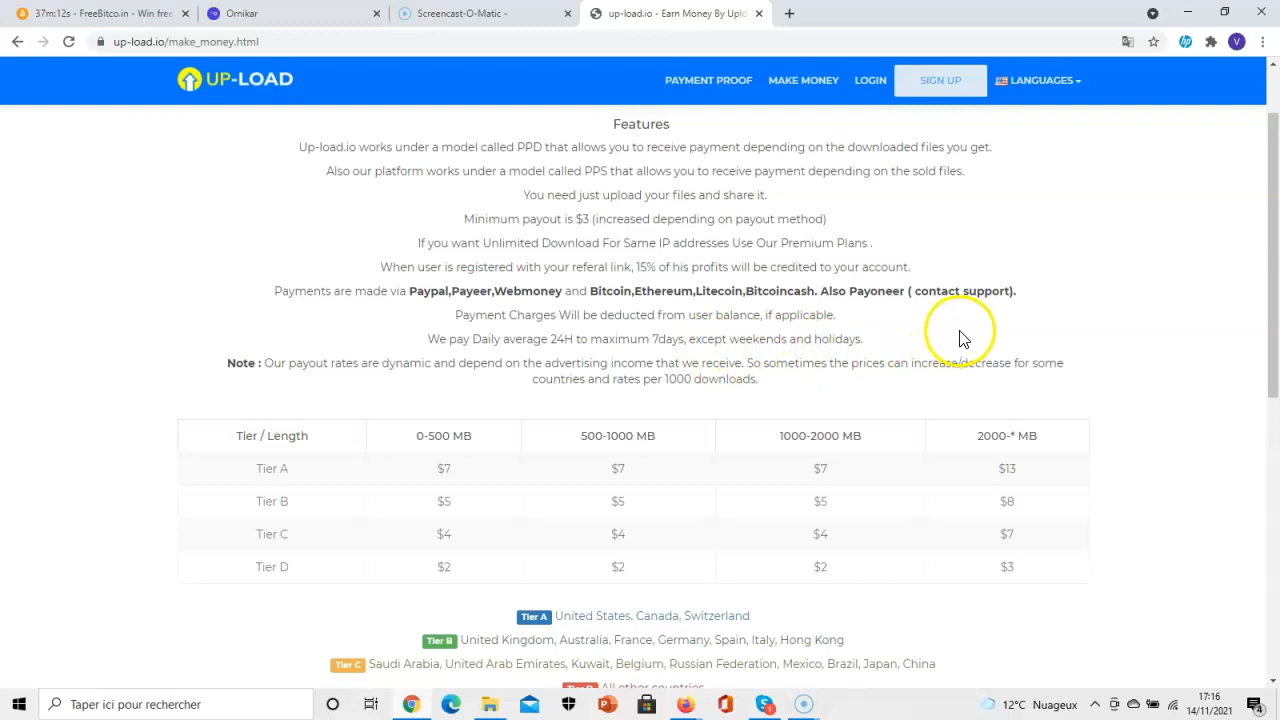 37m:12s - FreeBitco.in - Win free
Ornikar
Screencast-O-Matic -
up-load.io - Earn Money By Uplo
up-load.io/make_money.html
V
UP-LOAD
PAYMENT PROOF
MAKE MONEY
LOGIN
SIGN UP
LANGUAGES
Features
Up-load.io works under a model called PPD that allows you to receive payment depending on the downloaded files you get.
Also our platform works under a model called PPS that allows you to receive payment depending on the sold files.
You need just upload your files and share it.
Minimum payout is $3 (increased depending on payout method)
If you want Unlimited Download For Same IP addresses Use Our Premium Plans .
When user is registered with your referal link, 15% of his profits will be credited to your account.
Payments are made via Paypal,Payeer,Webmoney and Bitcoin,Ethereum,Litecoin,Bitcoincash. Also Payoneer ( contact support).
Payment Charges Will be deducted from user balance, if applicable.
We pay Daily average 24H to maximum 7days, except weekends and holidays.
Note : Our payout rates are dynamic and depend on the advertising income that we receive. So sometimes the prices can increase/decrease for some
countries and rates per 1000 downloads.
Tier / Length 0-500 MB 500-1000 MB 1000-2000 MB 2000-* MB
Tier A $7 $7 $7 $13
Tier B $5 $5 $5 $8
Tier C $4 $4 $4 $7
Tier D $2 $2 $2 $3
Tier A United States, Canada, Switzerland
Tier B United Kingdom, Australia, France, Germany, Spain, Italy, Hong Kong
Tier C Saudi Arabia, United Arab Emirates, Kuwait, Belgium, Russian Federation, Mexico, Brazil, Japan, China
Tier D All other countries
Taper ici pour rechercher
12°C Nuageux
17:16
14/11/2021
4